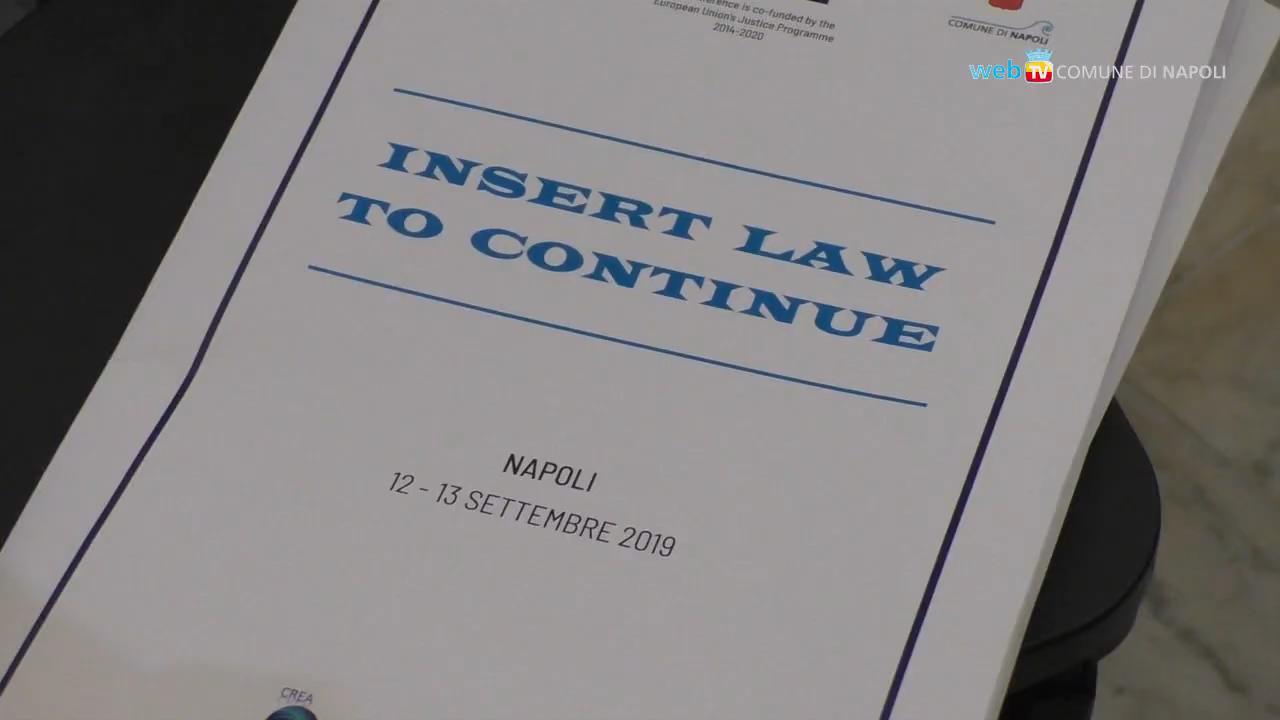 conference is co-funded by the
European Union's Justice Programme
2014-2020
COMUNE DI NAPOLI
web TV COMUNE DI NAPOLI
INSERT LAW
TO CONTINUE
NAPOLI
12 - 13 SETTEMBRE 2019
CREA